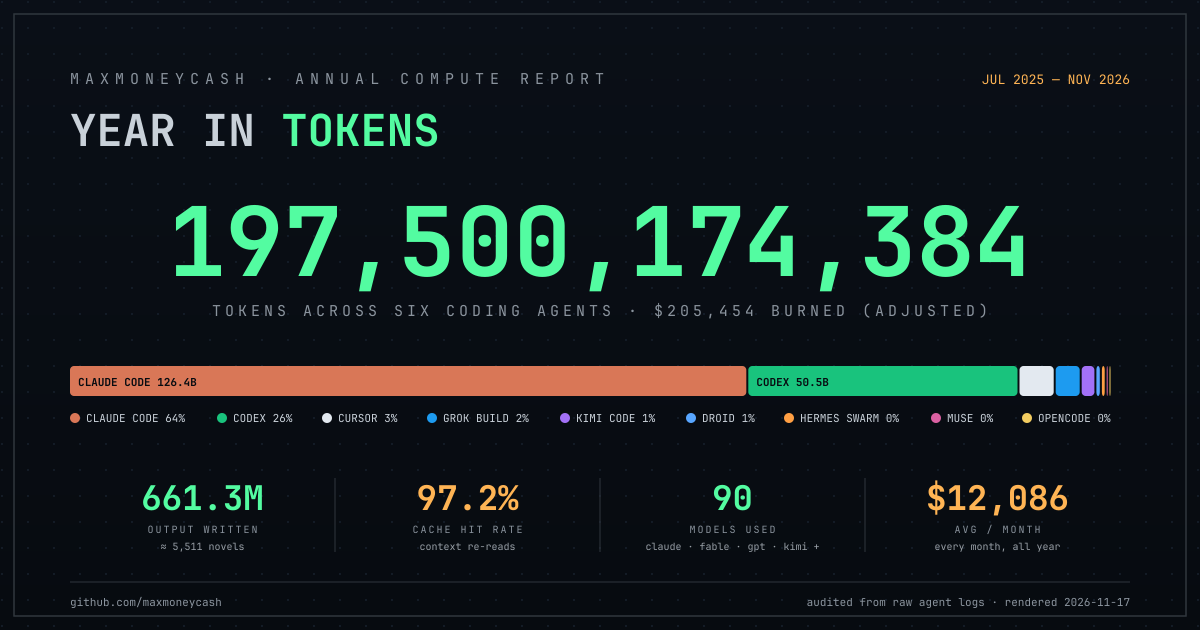 MAXMONEYCASH · ANNUAL COMPUTE REPORT
JUL 2025 — NOV 2026
YEAR IN TOKENS
197,500,174,384
TOKENS ACROSS SIX CODING AGENTS · $205,454 BURNED (ADJUSTED)
CLAUDE CODE 126.4B CODEX 50.5B
CLAUDE CODE 64% CODEX 26% CURSOR 3% GROK BUILD 2% KIMI CODE 1% DROID 1% HERMES SWARM 0% MUSE 0% OPENCODE 0%
661.3M 97.2% 90 $12,086
OUTPUT WRITTEN CACHE HIT RATE MODELS USED AVG / MONTH
≈ 5,511 novels context re-reads claude · fable · gpt · kimi + every month, all year
github.com/maxmoneycash audited from raw agent logs · rendered 2026-11-17